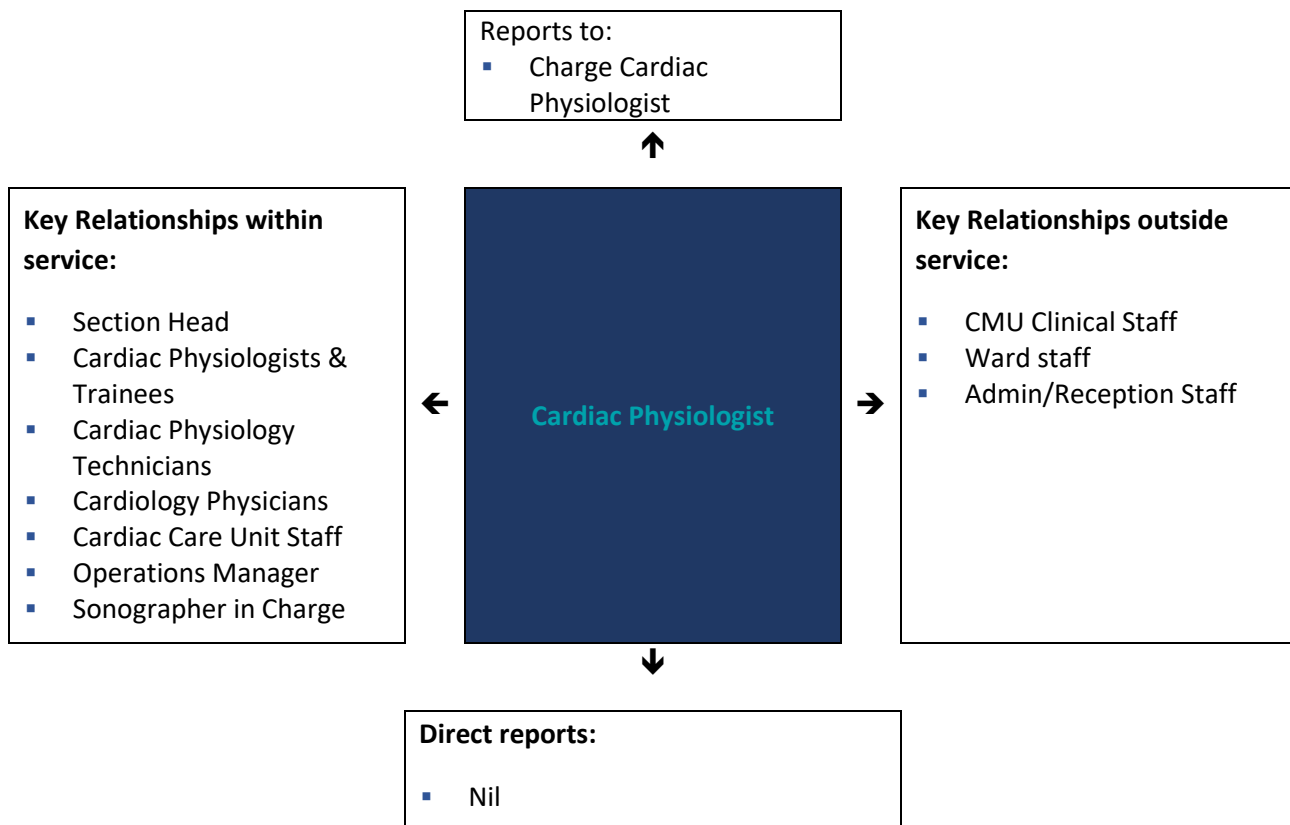 Reports to:
▪ Charge Cardiac
Physiologist
Key Relationships within
service:
▪ Section Head
▪ Cardiac Physiologists &
Trainees
▪ Cardiac Physiology
Technicians
▪ Cardiology Physicians
▪ Cardiac Care Unit Staff
▪ Operations Manager
▪ Sonographer in Charge
Cardiac Physiologist
Key Relationships outside
service:
▪ CMU Clinical Staff
▪ Ward staff
▪ Admin/Reception Staff
Direct reports:
▪ Nil